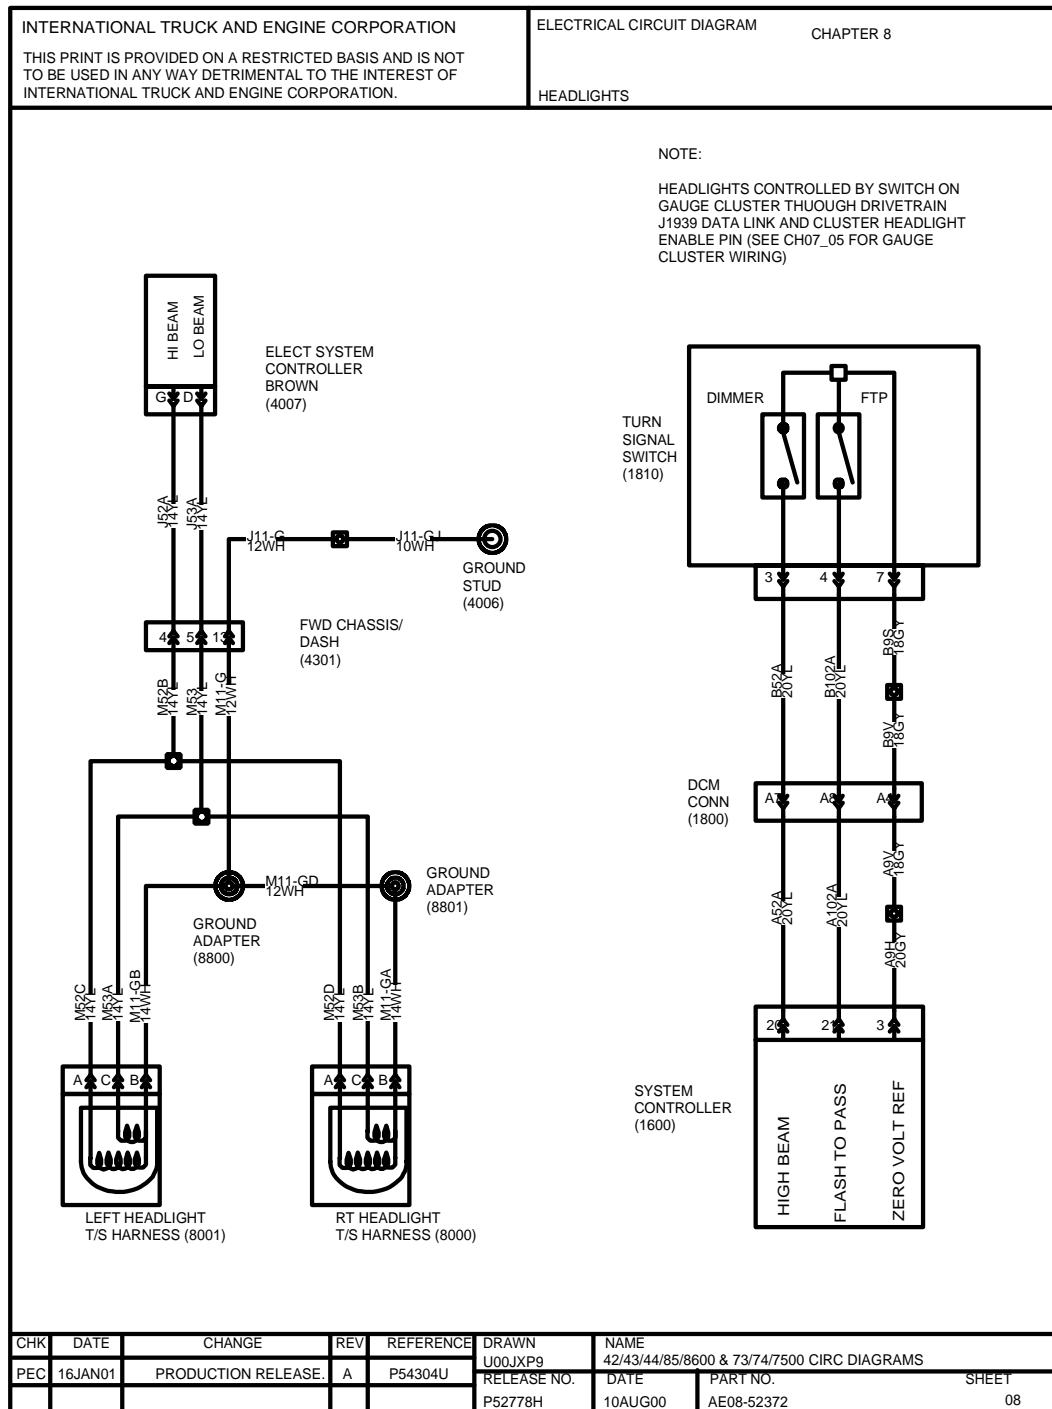 INTERNATIONAL TRUCK AND ENGINE CORPORATION
THIS PRINT IS PROVIDED ON A RESTRICTED BASIS AND IS NOT
TO BE USED IN ANY WAY DETRIMENTAL TO THE INTEREST OF
INTERNATIONAL TRUCK AND ENGINE CORPORATION.
ELECTRICAL CIRCUIT DIAGRAM
CHAPTER 8
HEADLIGHTS
NOTE:
HEADLIGHTS CONTROLLED BY SWITCH ON
GAUGE CLUSTER THUOUGH DRIVETRAIN
J1939 DATA LINK AND CLUSTER HEADLIGHT
ENABLE PIN (SEE CH07_05 FOR GAUGE
CLUSTER WIRING)
HI BEAM
LO BEAM
G D
ELECT SYSTEM
CONTROLLER
BROWN
(4007)
J52A
14YL
J53A
14YL
J11-G
12WH
J11-GJ
10WH
GROUND
STUD
(4006)
4 5 13
FWD CHASSIS/
DASH
(4301)
M52B
14YL
M53
14YL
M11-G
12WH
M11-GD
12WH
GROUND
ADAPTER
(8800)
GROUND
ADAPTER
(8801)
M52C
14YL
M53A
14YL
M11-GB
14WH
M52D
14YL
M53B
14YL
M11-GA
14WH
A C B
A C B
LEFT HEADLIGHT
T/S HARNESS (8001)
RT HEADLIGHT
T/S HARNESS (8000)
DIMMER
FTP
TURN
SIGNAL
SWITCH
(1810)
3 4 7
B52A
20YL
B102A
20YL
B9S
18GY
B9V
18GY
DCM
CONN
(1800)
A7 A8 A4
A52A
20YL
A102A
20YL
A9V
18GY
A9H
20GY
20 21 3
SYSTEM
CONTROLLER
(1600)
HIGH BEAM
FLASH TO PASS
ZERO VOLT REF
CHK DATE CHANGE REV REFERENCE
PEC 16JAN01 PRODUCTION RELEASE. A P54304U
DRAWN
U00JXP9
NAME
42/43/44/85/8600 & 73/74/7500 CIRC DIAGRAMS
RELEASE NO.
P52778H
DATE
10AUG00
PART NO.
AE08-52372
SHEET
08